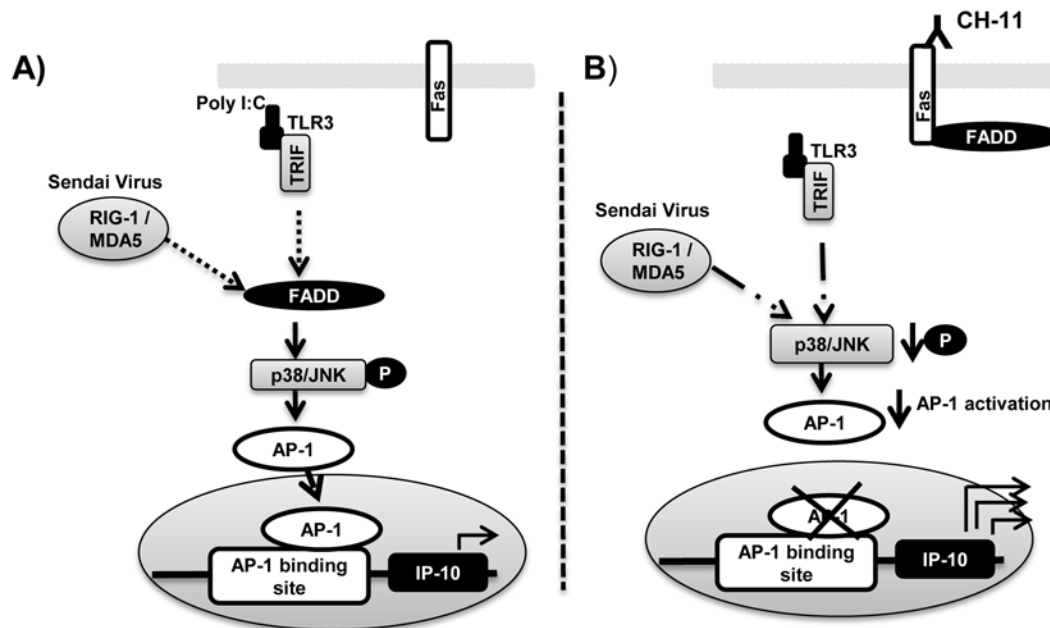 A)
Poly I:C
TLR3
TRIF
Fas
Sendai Virus
RIG-1 /
MDA5
FADD
p38/JNK
P
AP-1
AP-1
AP-1 binding
site
IP-10
B)
CH-11
Fas
FADD
TLR3
TRIF
Sendai Virus
RIG-1 /
MDA5
p38/JNK
P
AP-1
AP-1 activation
AP-1
AP-1 binding
site
IP-10